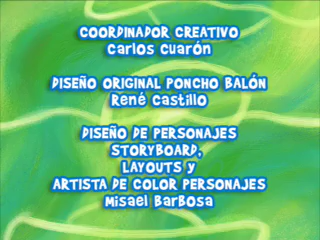 COORDINADOR CREATIVO
Carlos Cuarón
DISEÑO ORIGINAL PONCHO BALÓN
René Castillo
DISEÑO DE PERSONAJES
STORYBOARD,
LAYOUTS y
ARTISTA DE COLOR PERSONAJES
Misael Barbosa